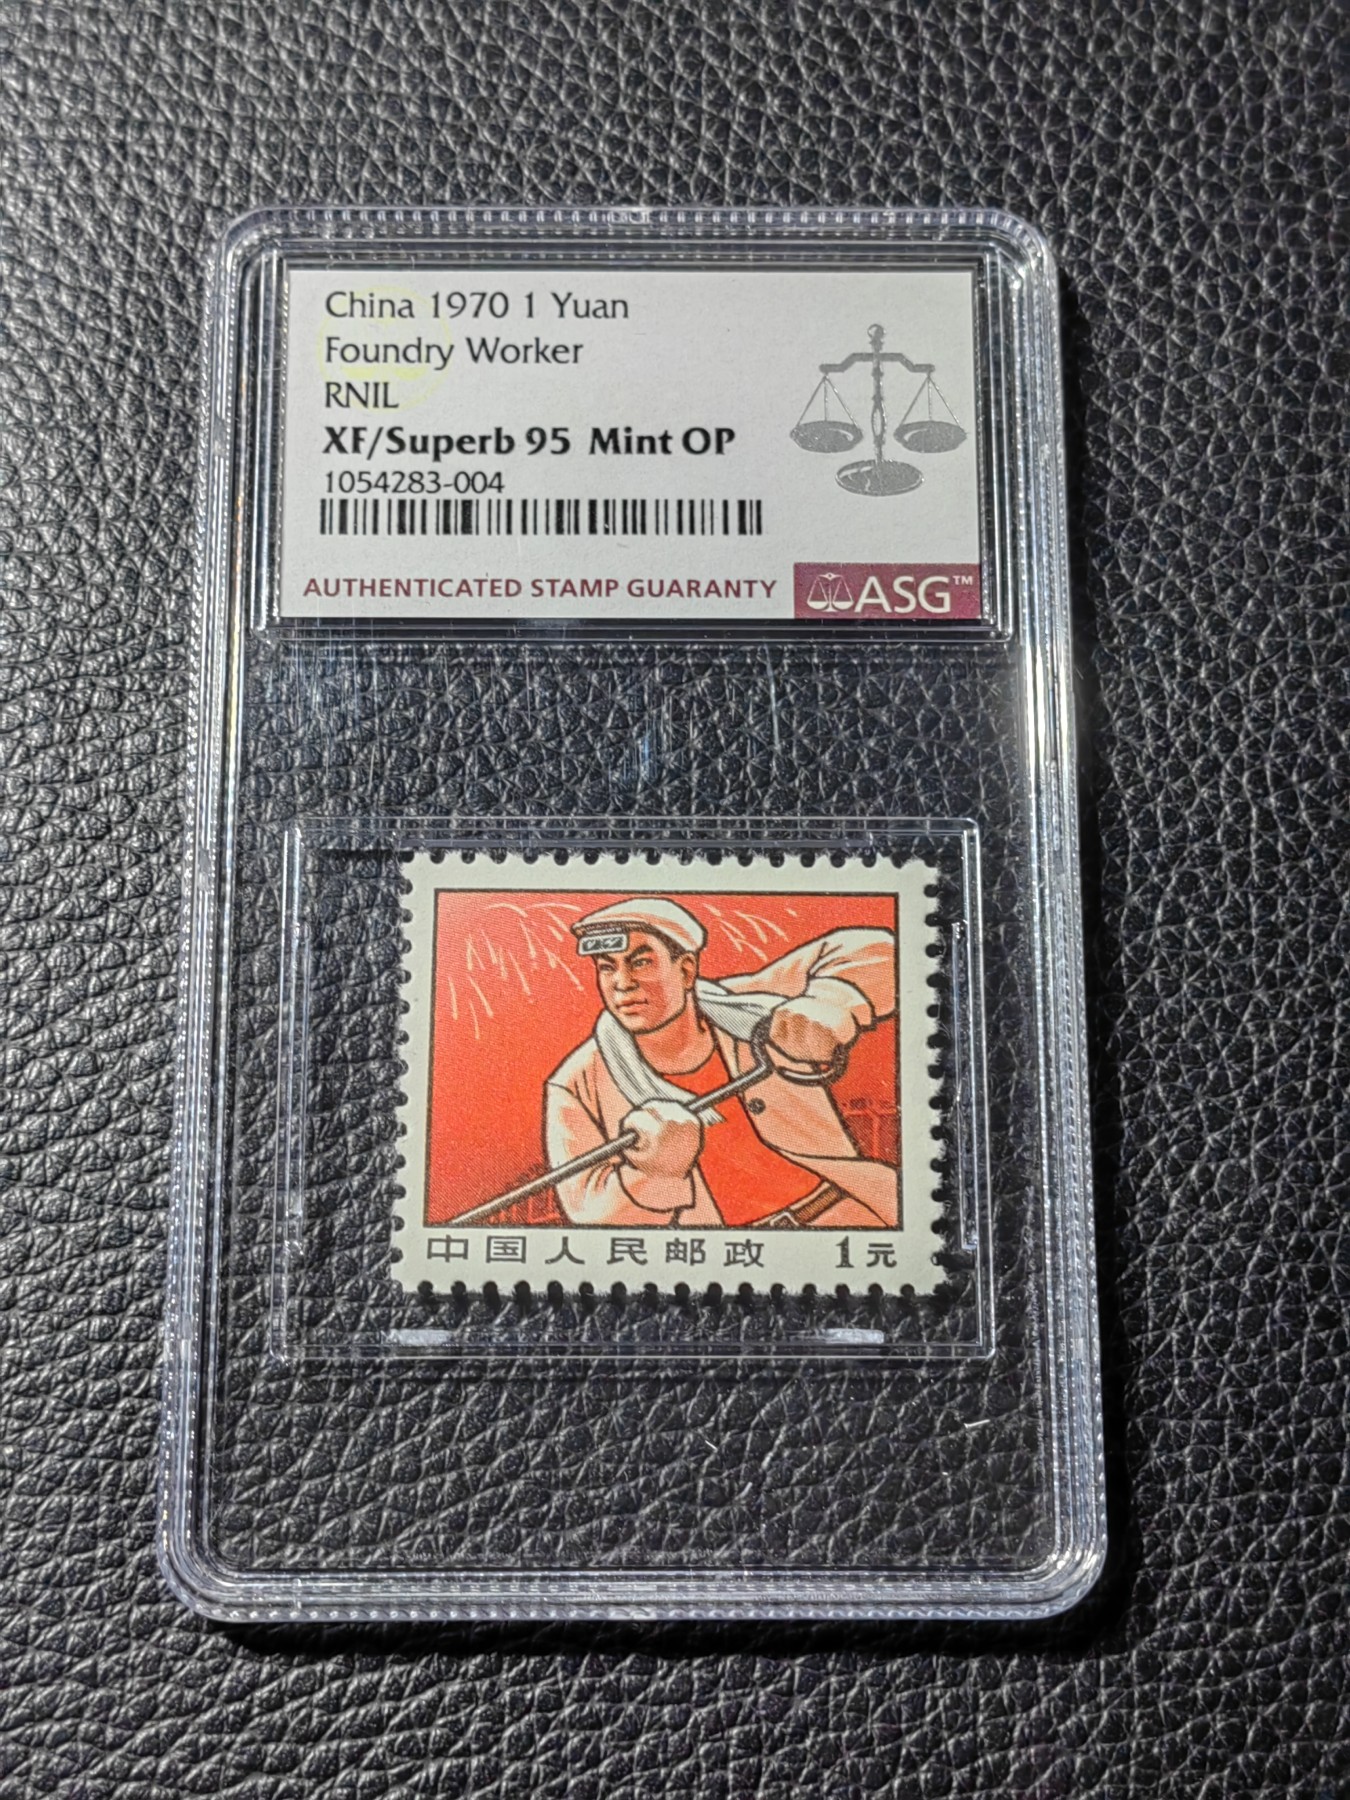 China 1970 1 Yuan
Foundry Worker
RNIL
XF/Superb 95 Mint OP
1054283-004
AUTHENTICATED STAMP GUARANTY ASG™
中国人民邮政 1元